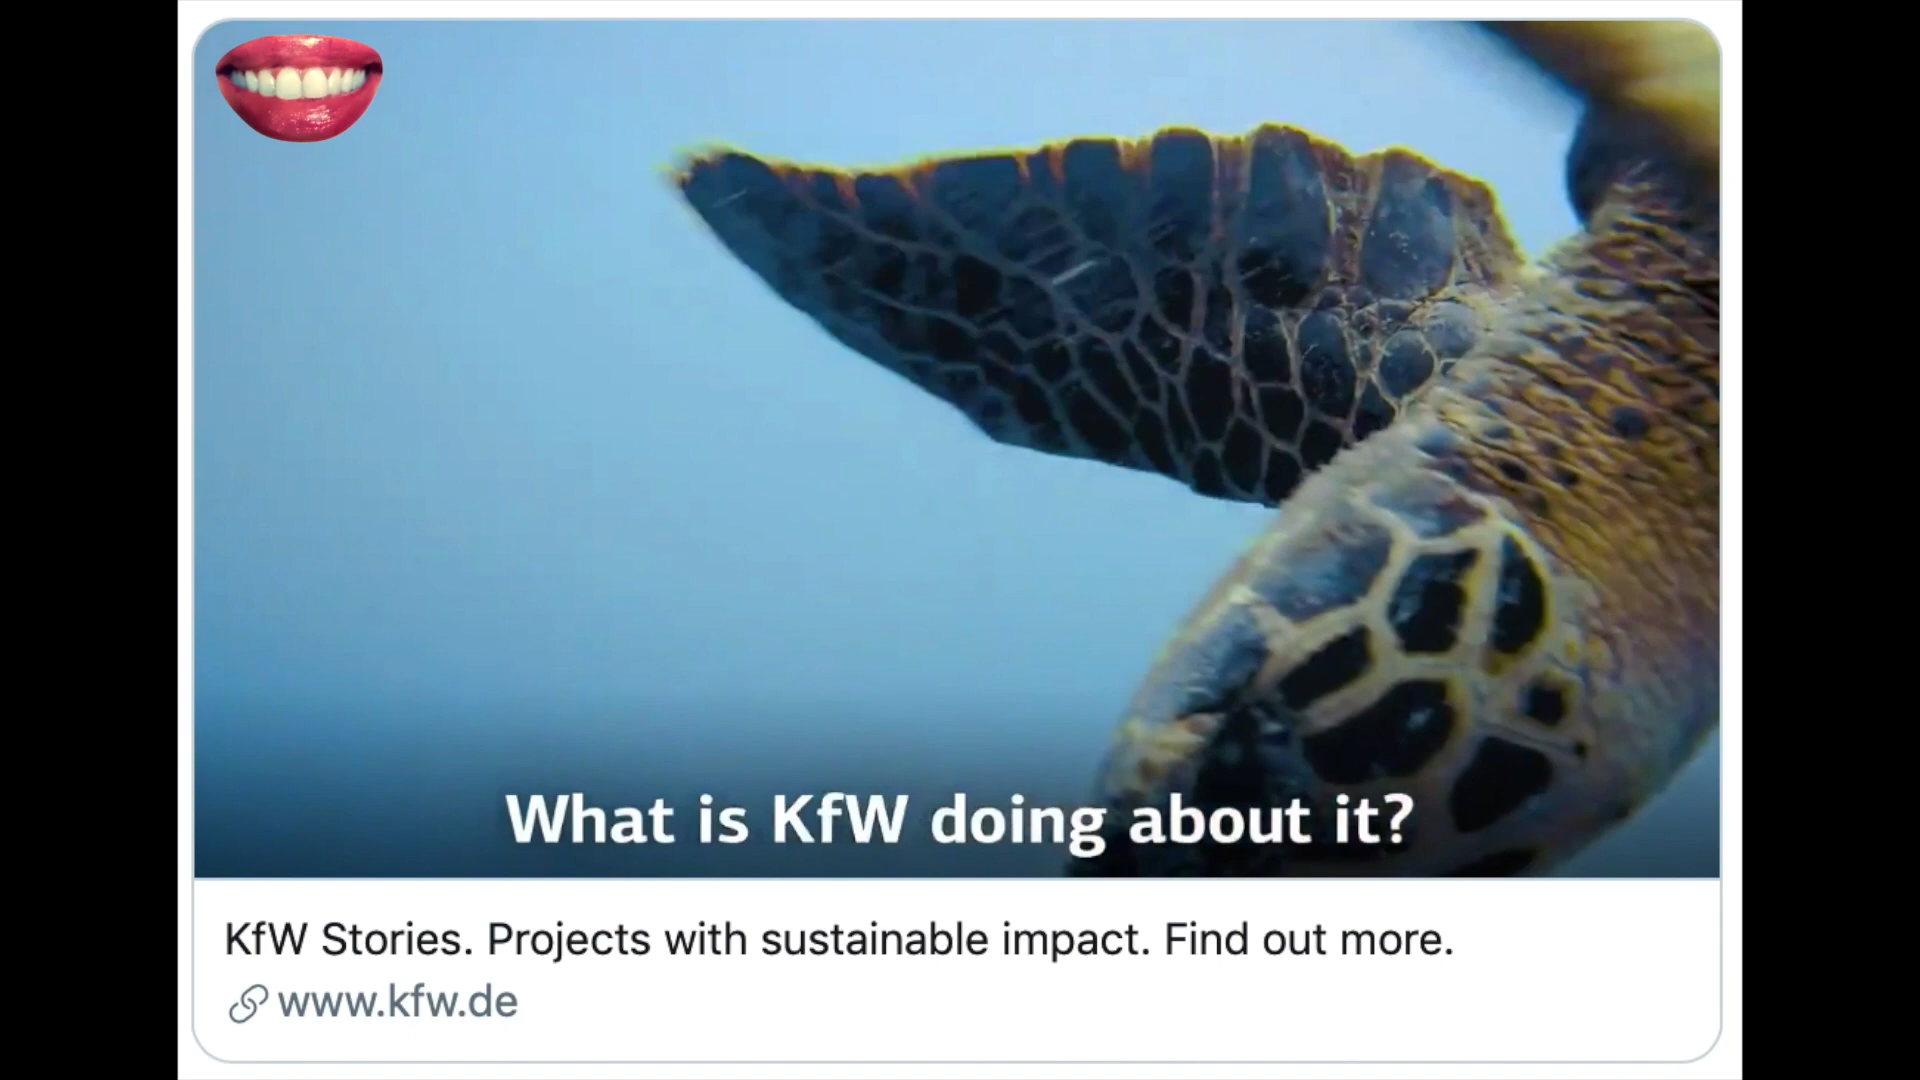 What is KfW doing about it?
KfW Stories. Projects with sustainable impact. Find out more.
www.kfw.de